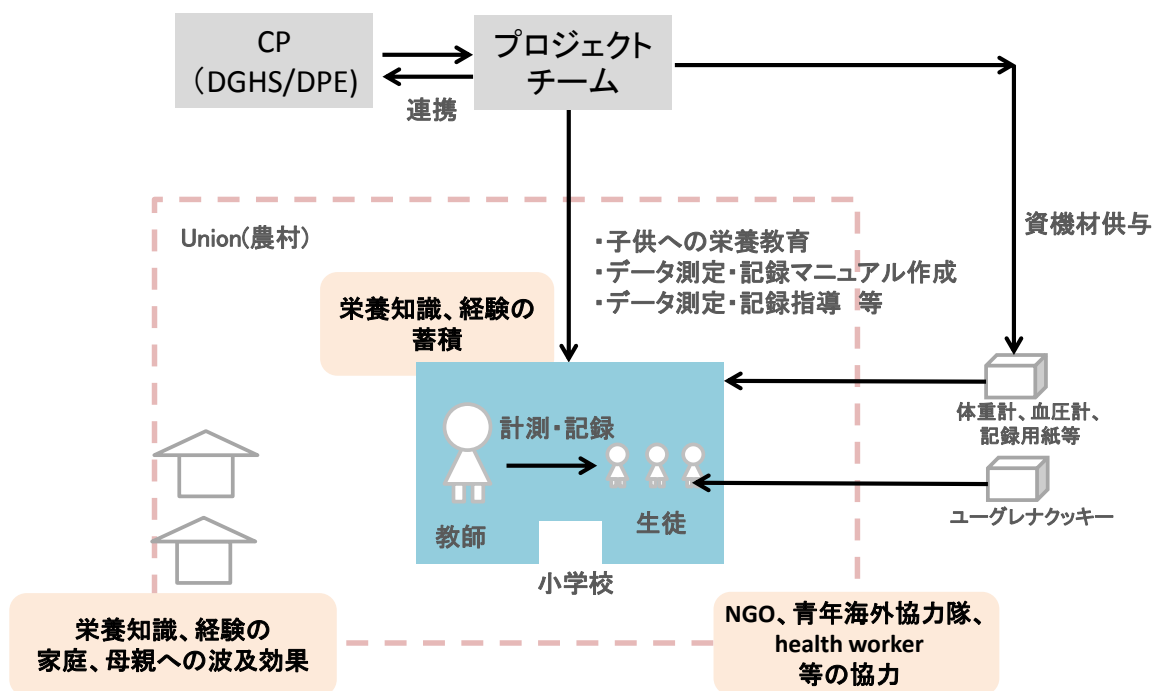 CP
（DGHS/DPE)
プロジェクト
チーム
連携
資機材供与
Union(農村）
・子供への栄養教育
・データ測定・記録マニュアル作成
・データ測定・記録指導　等
栄養知識、経験の
蓄積
計測・記録
教師
生徒
小学校
体重計、血圧計、
記録用紙等
ユーグレナクッキー
栄養知識、経験の
家庭、母親への波及効果
NGO、青年海外協力隊、
health worker
等の協力